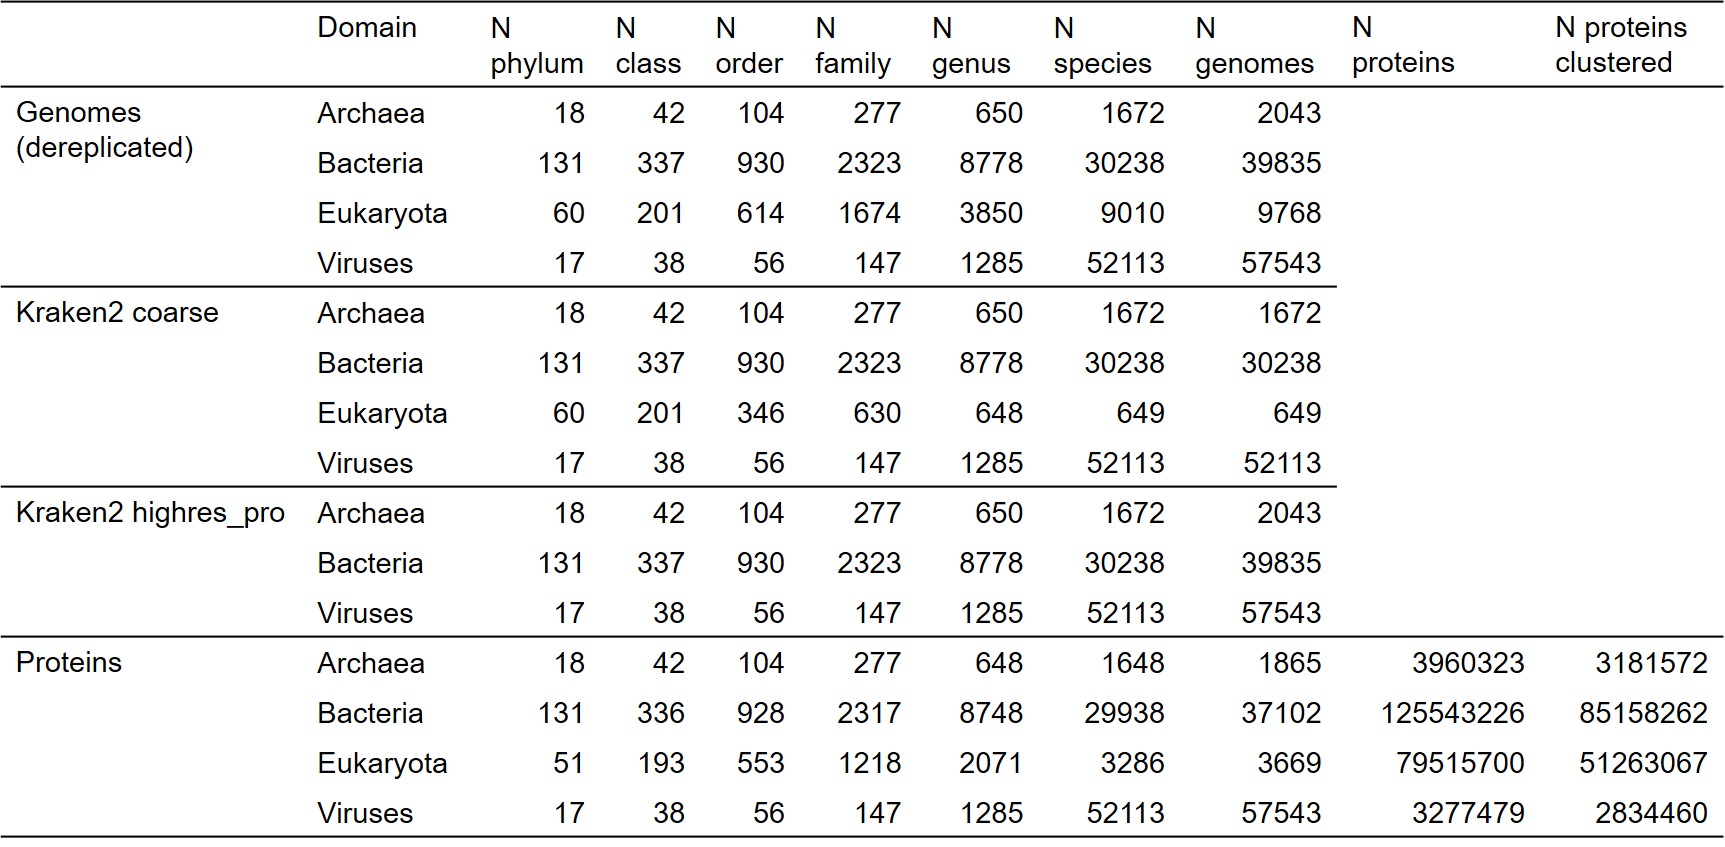 Domain N phylum N class N order N family N genus N species N genomes N proteins N proteins clustered
Genomes (dereplicated) Archaea 18 42 104 277 650 1672 2043
Bacteria 131 337 930 2323 8778 30238 39835
Eukaryota 60 201 614 1674 3850 9010 9768
Viruses 17 38 56 147 1285 52113 57543
Kraken2 coarse Archaea 18 42 104 277 650 1672 1672
Bacteria 131 337 930 2323 8778 30238 30238
Eukaryota 60 201 346 630 648 649 649
Viruses 17 38 56 147 1285 52113 52113
Kraken2 highres_pro Archaea 18 42 104 277 650 1672 2043
Bacteria 131 337 930 2323 8778 30238 39835
Viruses 17 38 56 147 1285 52113 57543
Proteins Archaea 18 42 104 277 648 1648 1865 3960323 3181572
Bacteria 131 336 928 2317 8748 29938 37102 125543226 85158262
Eukaryota 51 193 553 1218 2071 3286 3669 79515700 51263067
Viruses 17 38 56 147 1285 52113 57543 3277479 2834460